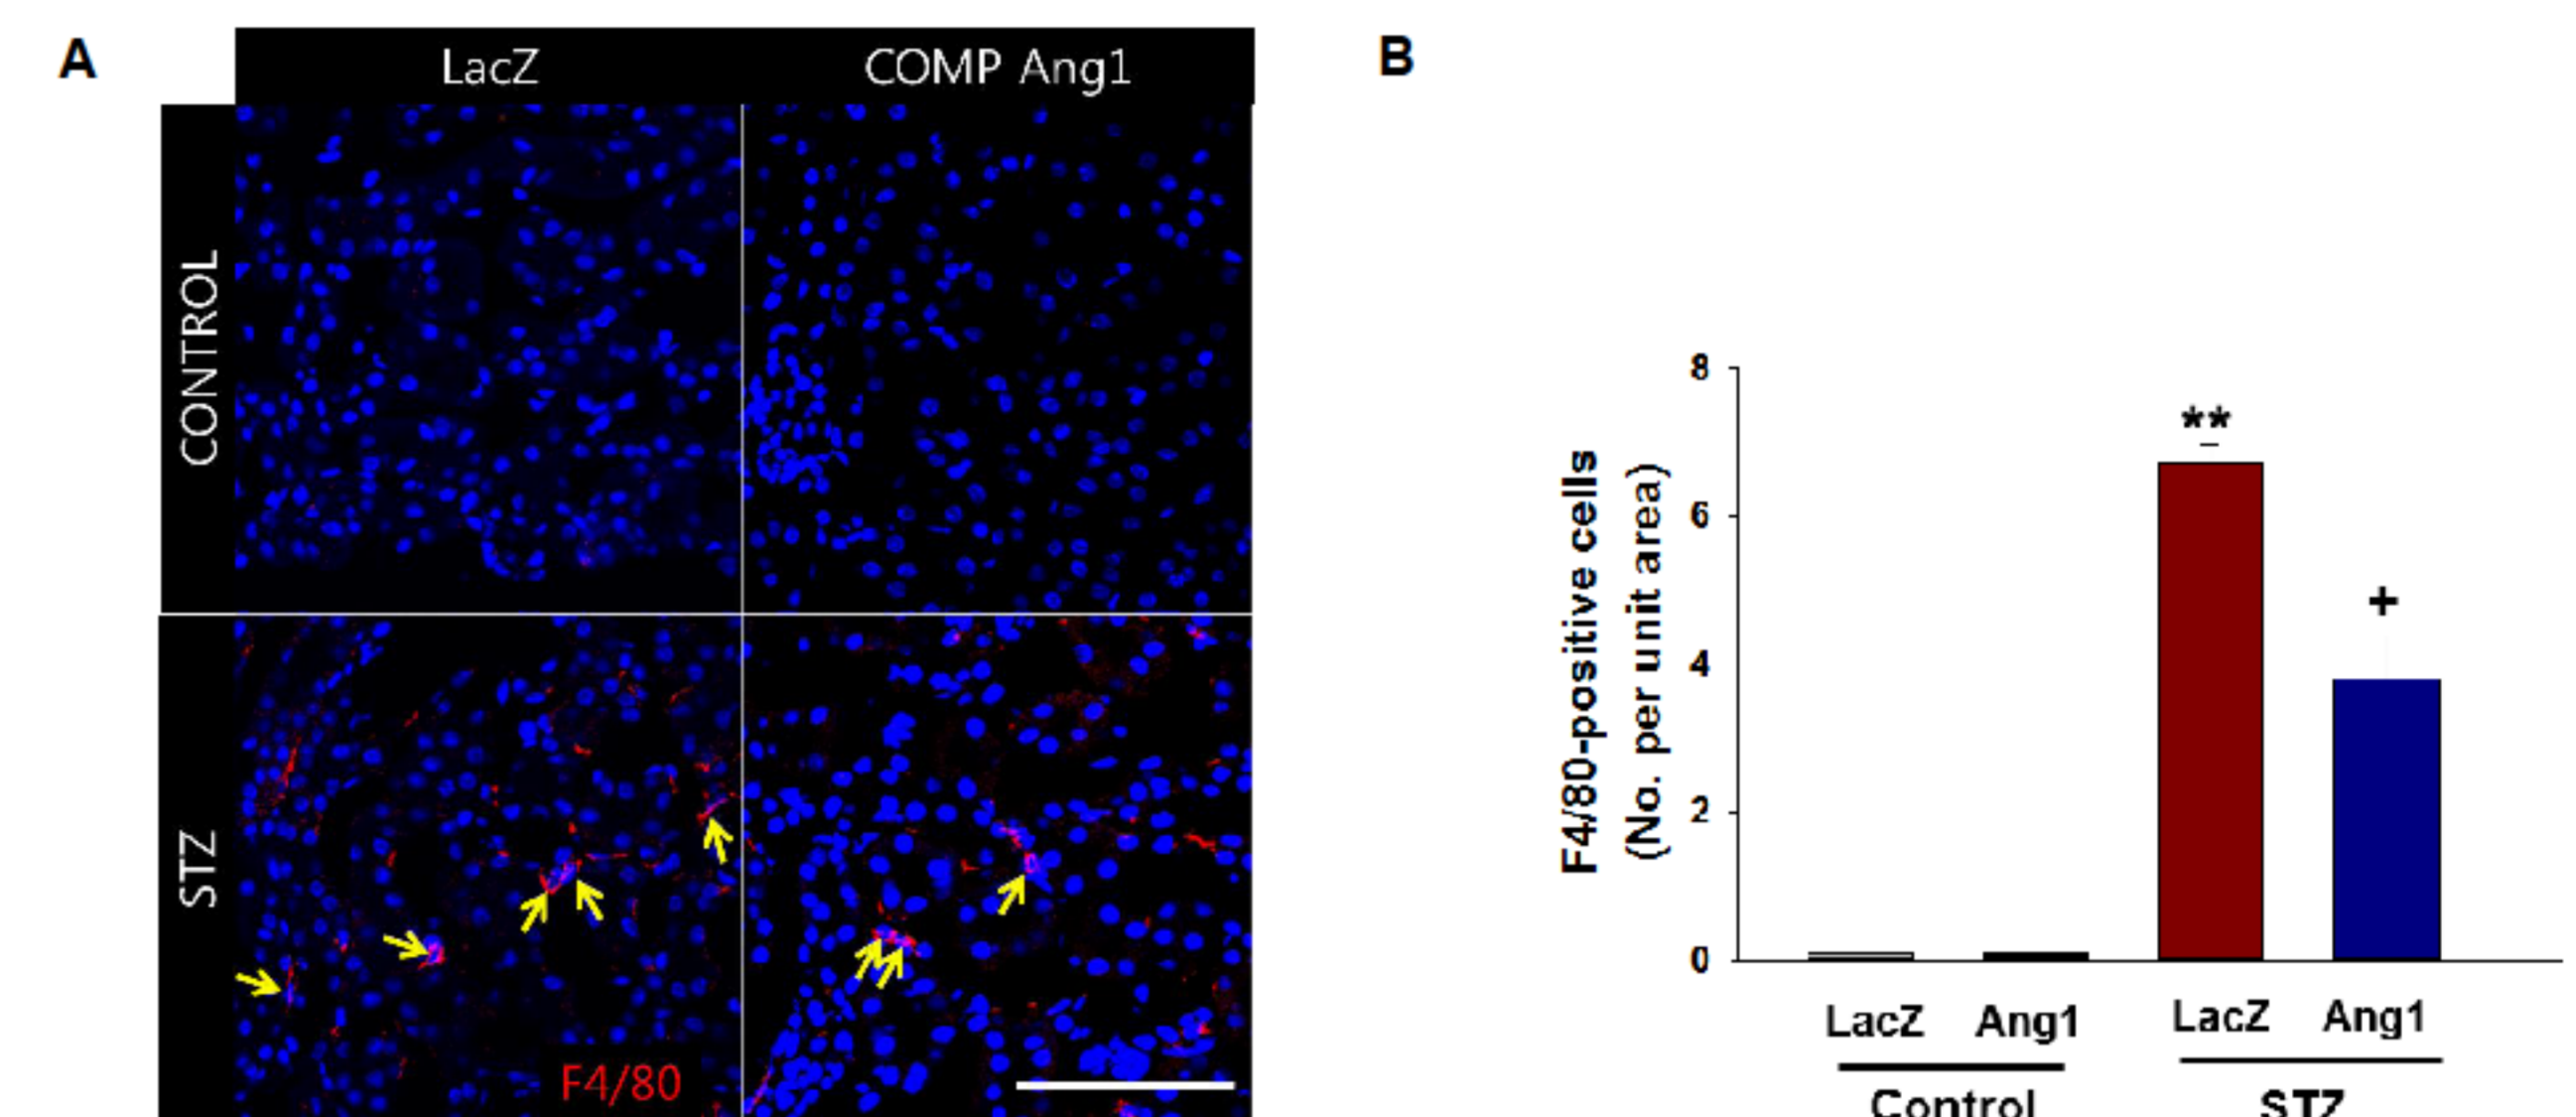 A
LacZ
COMP Ang1
CONTROL
STZ
F4/80
B
F4/80-positive cells
(No. per unit area)
8
6
4
2
0
**
+
LacZ
Ang1
LacZ
Ang1
Control
STZ